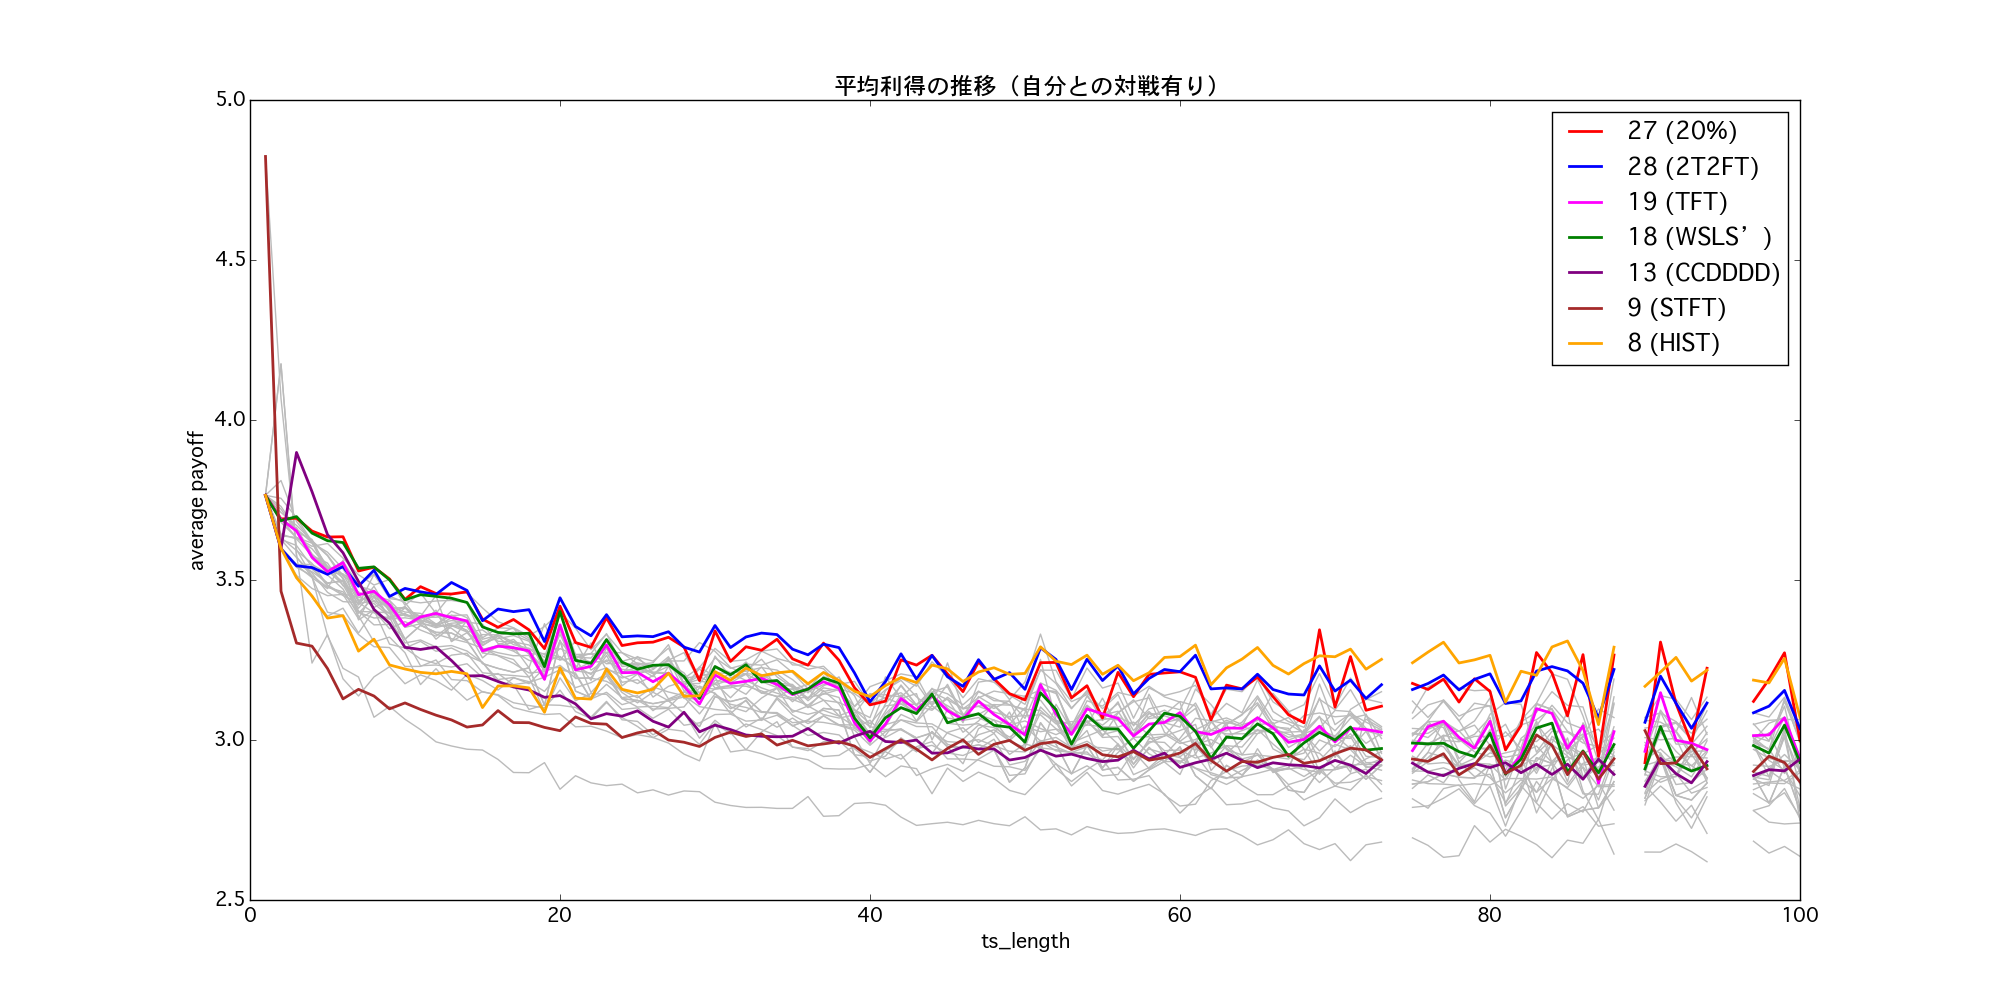 平均利得の推移（自分との対戦有り）
5.0
4.5
4.0
3.5
3.0
2.5
average payoff
0 20 40 60 80 100
ts_length
27 (20%)
28 (2T2FT)
19 (TFT)
18 (WSLS’)
13 (CCDDDD)
9 (STFT)
8 (HIST)